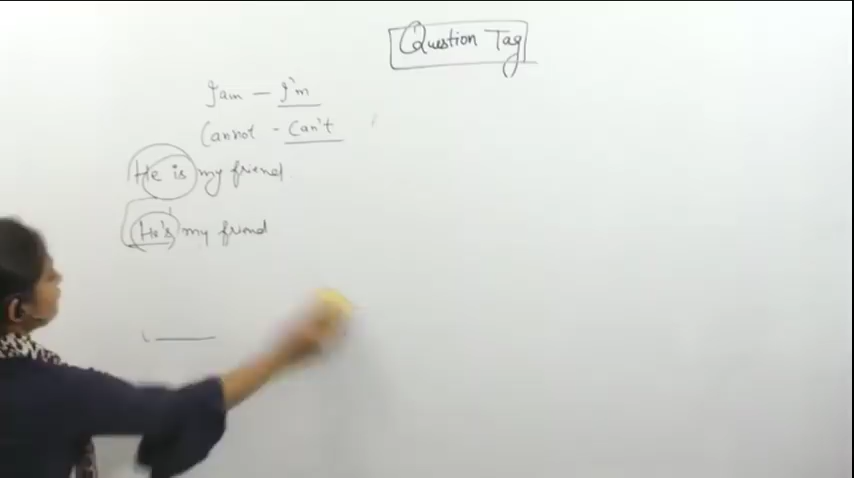 Question Tag
I am - I'm
Cannot - Can't
He is my friend
He's my friend